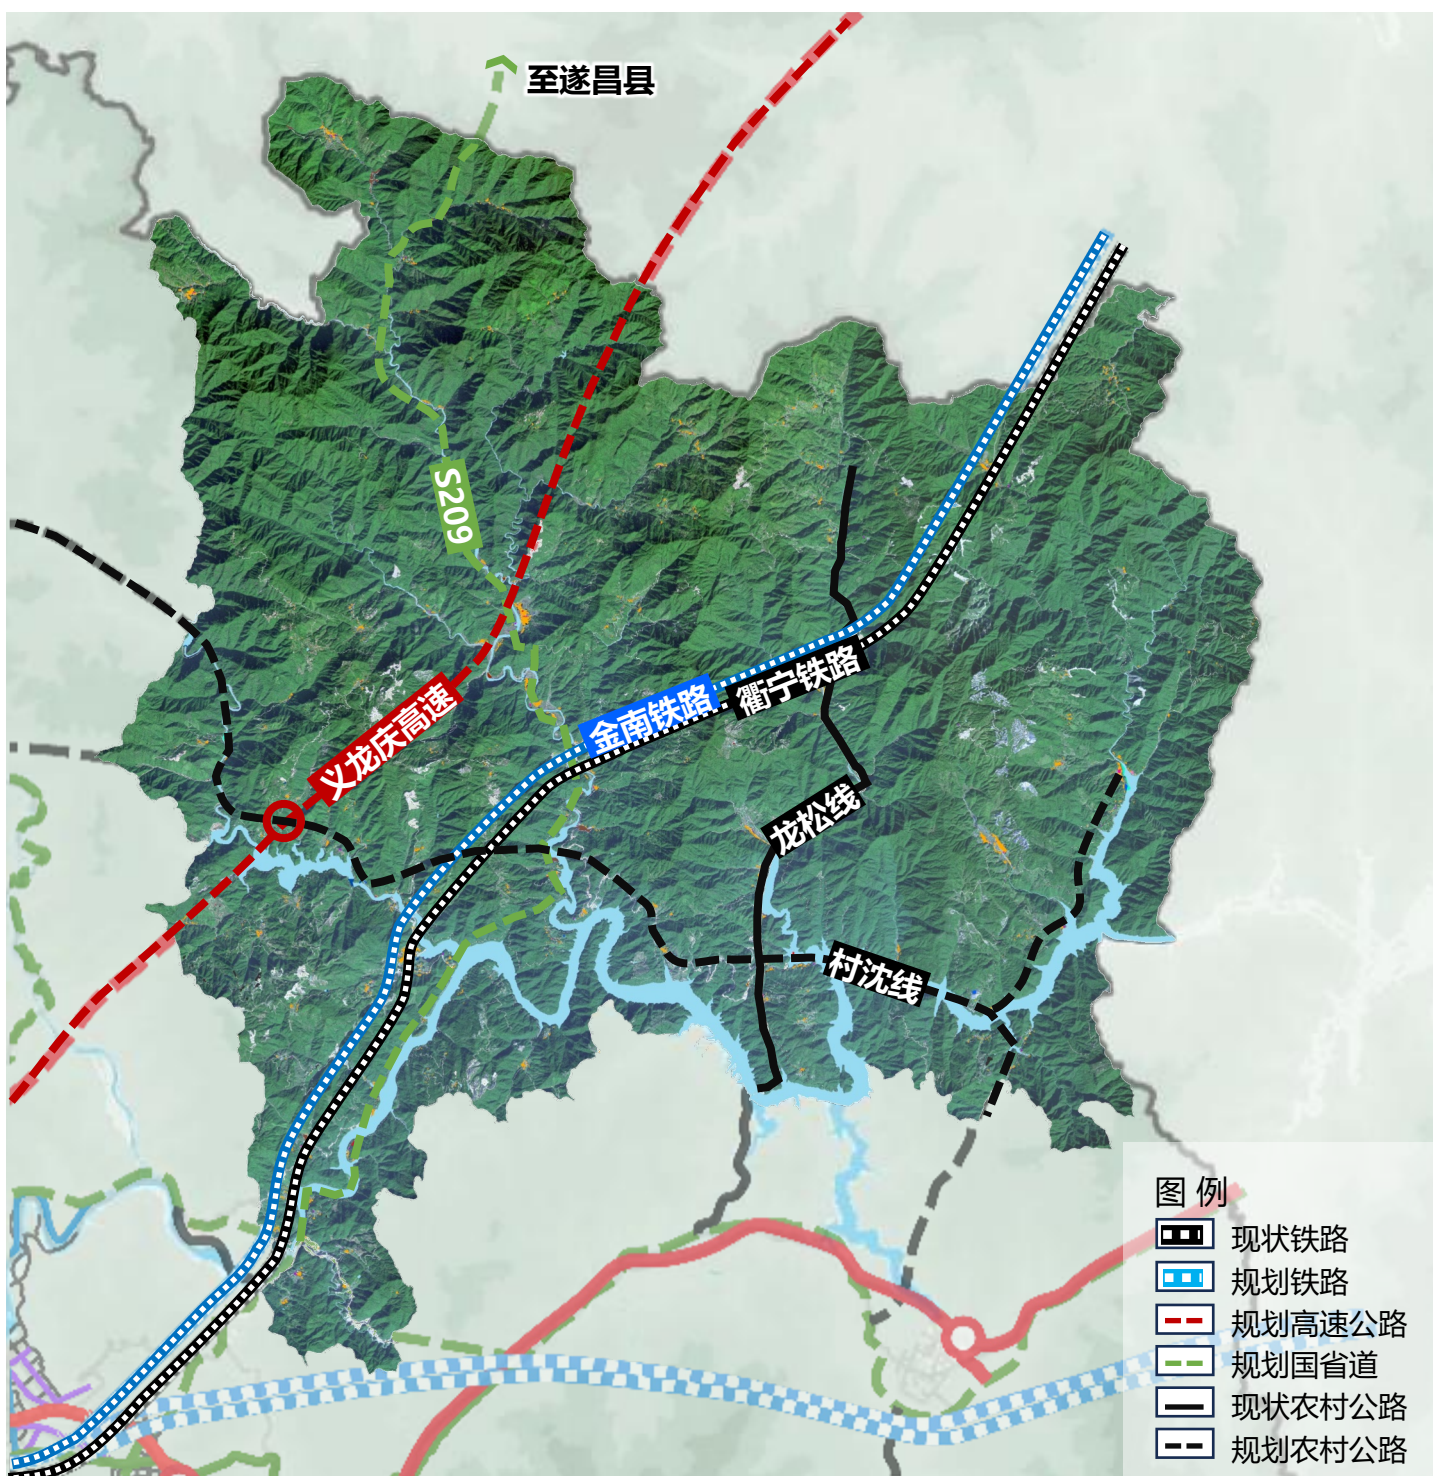 至遂昌县
S209
义龙庆高速
金南铁路
衢宁铁路
龙松线
村沈线
图 例
现状铁路
规划铁路
规划高速公路
规划国省道
现状农村公路
规划农村公路